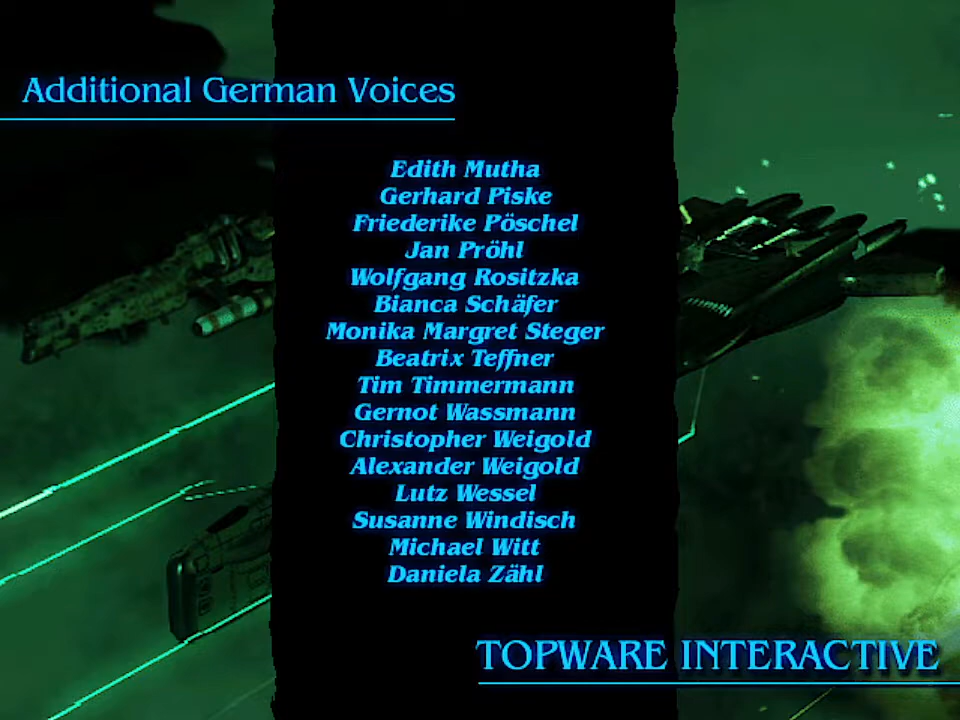 Additional German Voices
Edith Mutha
Gerhard Piske
Friederike Pöschel
Jan Pröhl
Wolfgang Rositzka
Bianca Schäfer
Monika Margret Steger
Beatrix Teffner
Tim Timmermann
Gernot Wassmann
Christopher Weigold
Alexander Weigold
Lutz Wessel
Susanne Windisch
Michael Witt
Daniela Zähl
TOPWARE INTERACTIVE